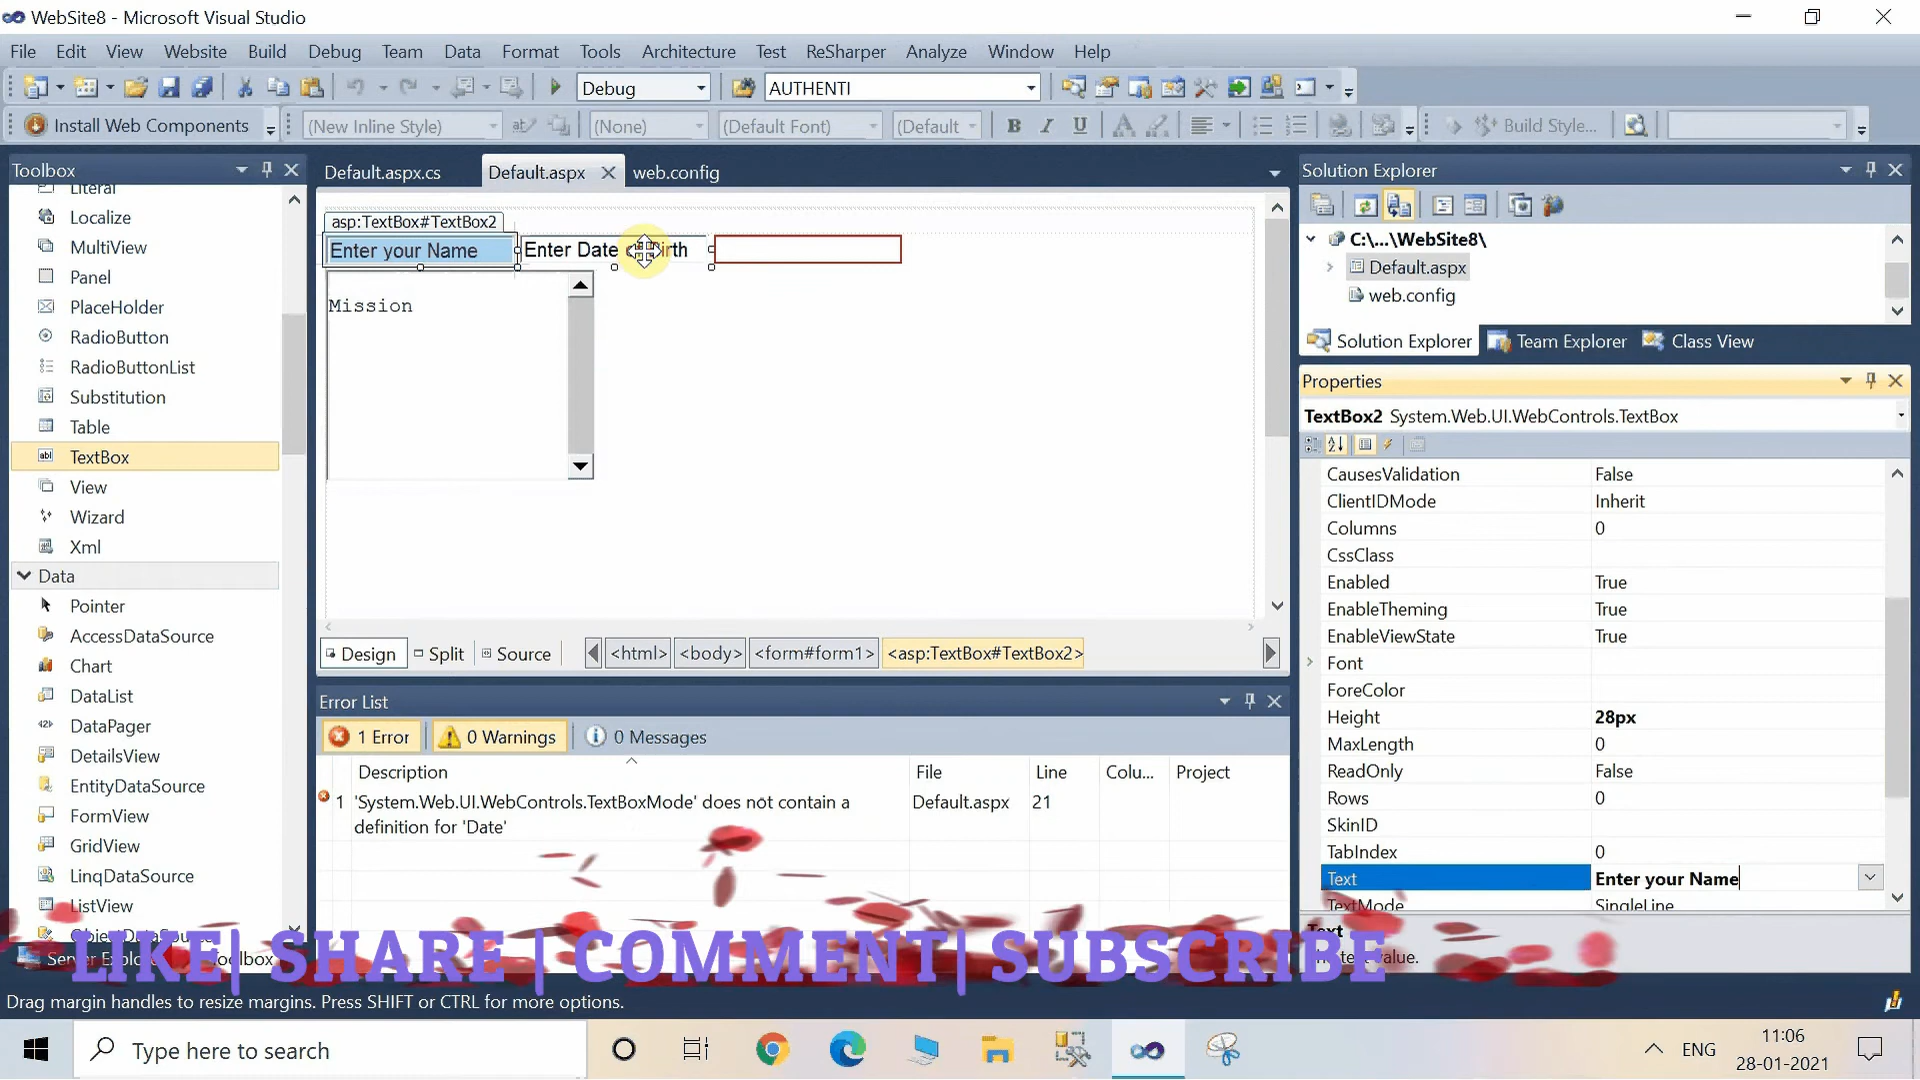 WebSite8 - Microsoft Visual Studio
File Edit View Website Build Debug Team Data Format Tools Architecture Test ReSharper Analyze Window Help
Debug AUTHENTI
Install Web Components (New Inline Style) (None) (Default Font) (Default Build Style...
Toolbox
Literal
Localize
MultiView
Panel
PlaceHolder
RadioButton
RadioButtonList
Substitution
Table
TextBox
View
Wizard
Xml
Data
Pointer
AccessDataSource
Chart
DataList
DataPager
DetailsView
EntityDataSource
FormView
GridView
LinqDataSource
ListView
ObjectDataSource
Default.aspx.cs Default.aspx web.config
asp:TextBox#TextBox2
Enter your Name Enter Date
Mission
Design Split Source <html> <body> <form#form1> <asp:TextBox#TextBox2>
Error List
1 Error 0 Warnings 0 Messages
Description File Line Colu... Project
1 'System.Web.UI.WebControls.TextBoxMode' does not contain a Default.aspx 21
definition for 'Date'
Solution Explorer
C:\...\WebSite8\
Default.aspx
web.config
Solution Explorer Team Explorer Class View
Properties
TextBox2 System.Web.UI.WebControls.TextBox
CausesValidation False
ClientIDMode Inherit
Columns 0
CssClass
Enabled True
EnableTheming True
EnableViewState True
Font
ForeColor
Height 28px
MaxLength 0
ReadOnly False
Rows 0
SkinID
TabIndex 0
Text Enter your Name
TextMode SingleLine
Text
value.
LIKE| SHARE | COMMENT| SUBSCRIBE
Drag margin handles to resize margins. Press SHIFT or CTRL for more options.
Type here to search
ENG
11:06
28-01-2021